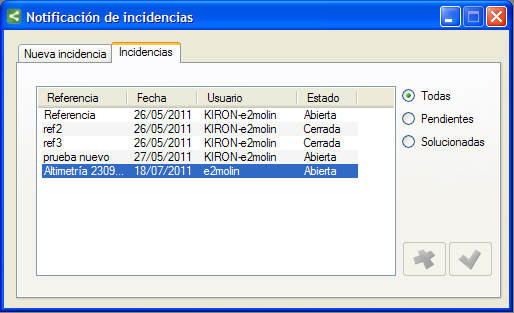 Notificación de incidencias
Nueva incidencia Incidencias
Referencia Fecha Usuario Estado
Referencia 26/05/2011 KIRON-e2molin Abierta
ref2 26/05/2011 KIRON-e2molin Cerrada
ref3 26/05/2011 KIRON-e2molin Cerrada
prueba nuevo 27/05/2011 KIRON-e2molin Abierta
Altimetría 2309... 18/07/2011 e2molin Abierta
Todas
Pendientes
Solucionadas